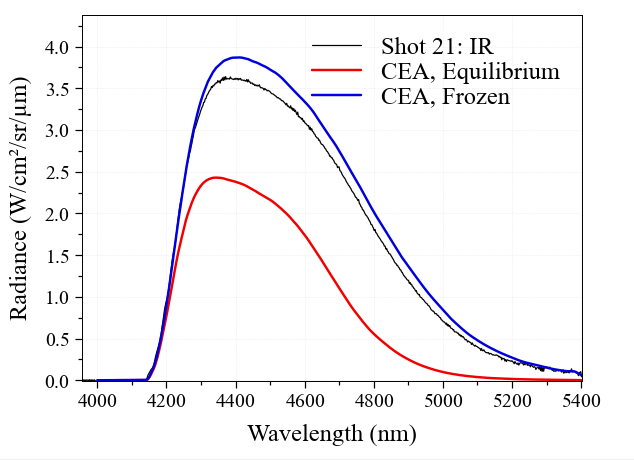 4.0
3.5
3.0
2.5
2.0
1.5
1.0
0.5
0.0
Radiance (W/cm²/sr/μm)
Shot 21: IR
CEA, Equilibrium
CEA, Frozen
4000 4200 4400 4600 4800 5000 5200 5400
Wavelength (nm)